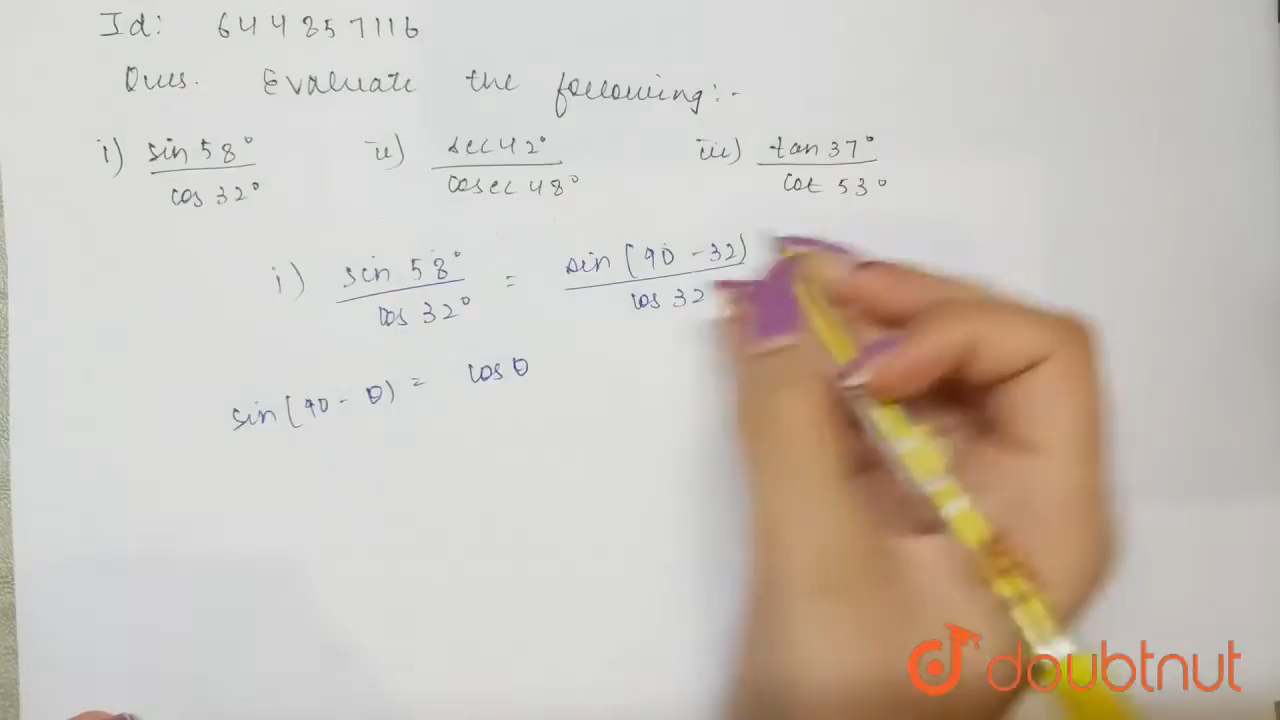 Id: 644857116
Ques. Evaluate the following:-
i) sin 58° / cos 32° ii) sec 42° / cosec 48° iii) tan 37° / cot 53°
i) sin 58° / cos 32° = sin (90 - 32) / cos 32
sin (90 - θ) = cos θ
doubtnut